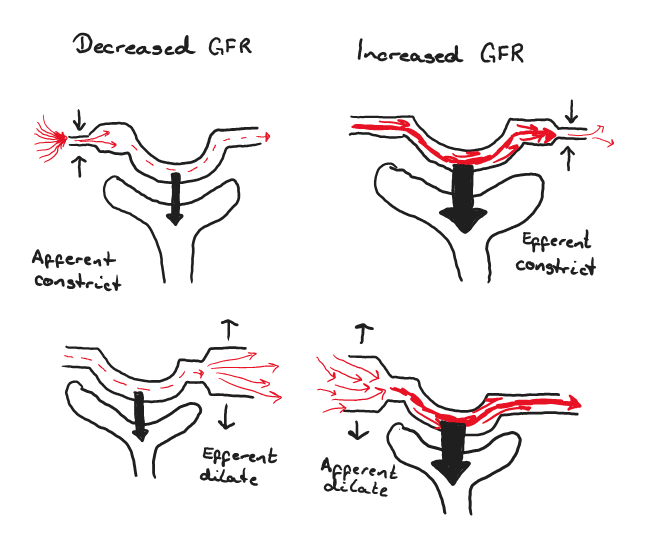 Decreased GFR
Increased GFR
Afferent
constrict
Efferent
constrict
Efferent
dilate
Afferent
dilate